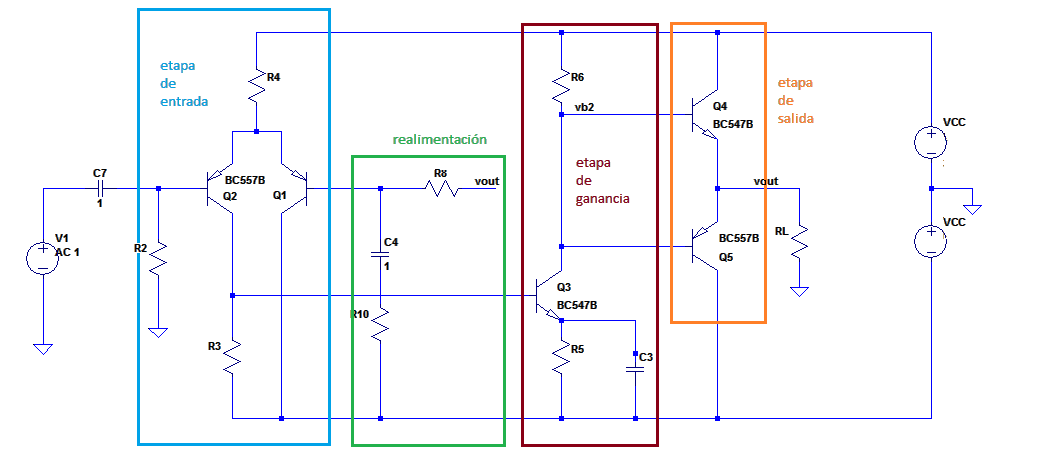 etapa
de
entrada
R4
realimentación
R6
vb2
Q4
BC547B
etapa
de
salida
VCC
C7
1
BC557B
Q2
Q1
R8
vout
etapa
de
ganancia
vout
V1
AC 1
R2
C4
1
BC557B
Q5
RL
VCC
Q3
BC547B
R10
R3
R5
C3